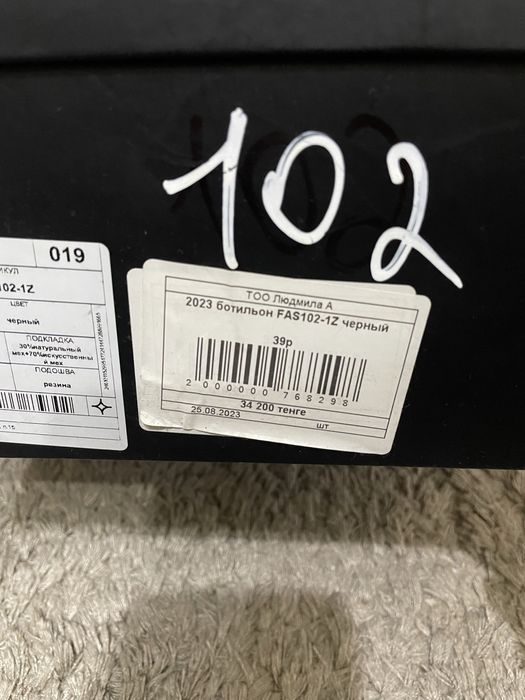 102
019
102-1Z
ЦВЕТ
черный
ПОДКЛАДКА
30%натуральный
мех+70%искусственны
й мех
ПОДОШВА
резина
ТОО Людмила А
2023 ботильон FAS102-1Z черный
39р
2 000000 768298
34 200 тенге
25.08.2023
шт